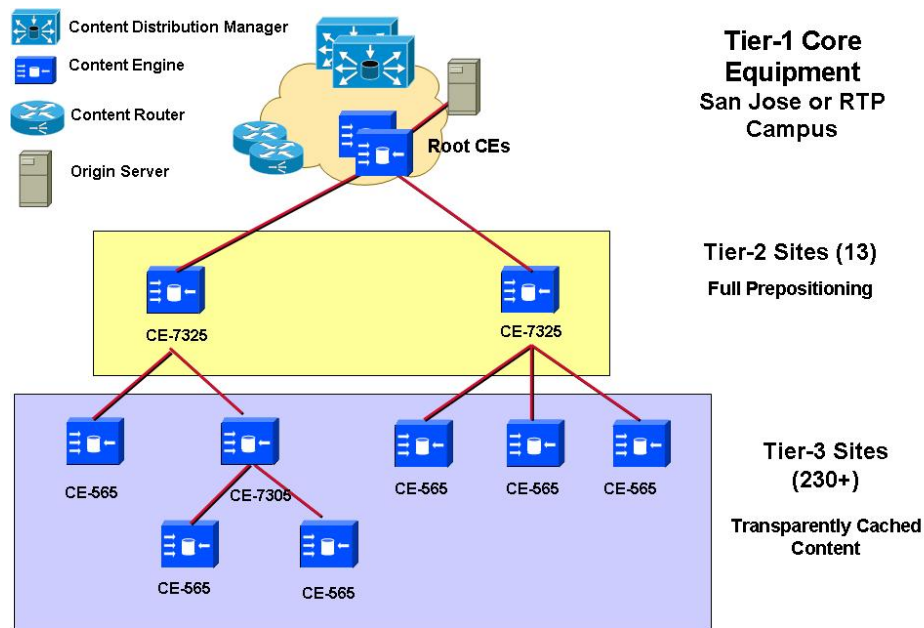 Content Distribution Manager
Content Engine
Content Router
Origin Server
Root CEs
Tier-1 Core
Equipment
San Jose or RTP
Campus
Tier-2 Sites (13)
Full Prepositioning
CE-7325
CE-7325
Tier-3 Sites
(230+)
Transparently Cached
Content
CE-565
CE-7305
CE-565
CE-565
CE-565
CE-565
CE-565